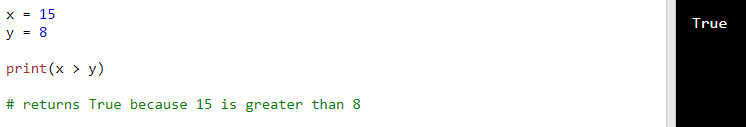 x = 15
y = 8
print(x > y)
# returns True because 15 is greater than 8
True